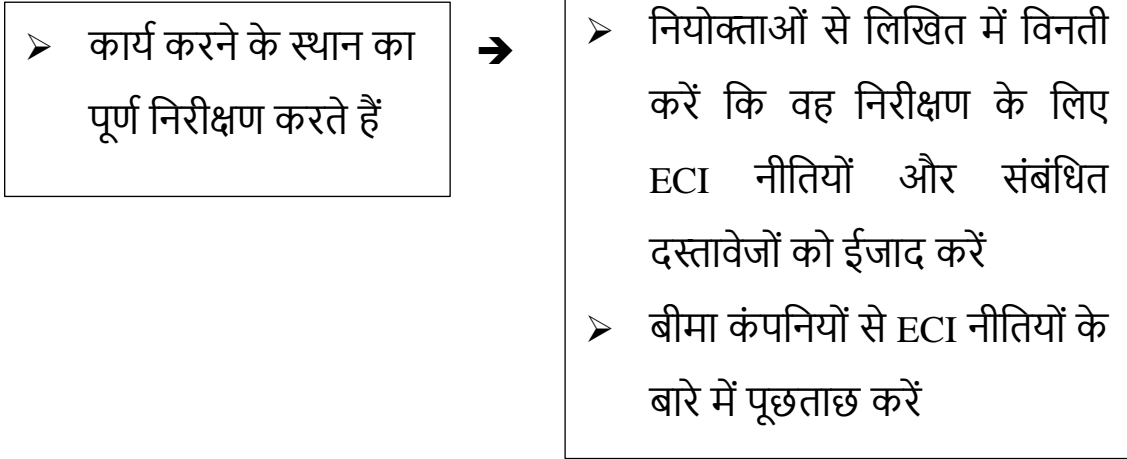 ➢ कार्य करने के स्थान का
पूर्ण निरीक्षण करते हैं
➔
➢ नियोक्ताओं से लिखित में विनती
करें कि वह निरीक्षण के लिए
ECI नीतियों और संबंधित
दस्तावेजों को ईजाद करें
➢ बीमा कंपनियों से ECI नीतियों के
बारे में पूछताछ करें